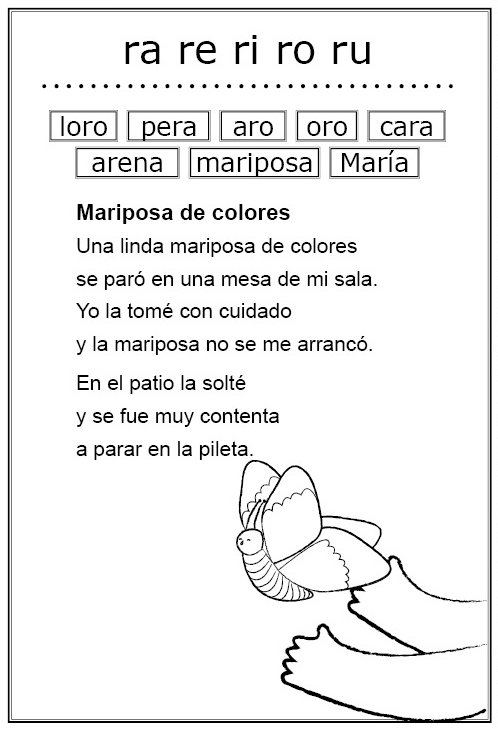 ra re ri ro ru
loro pera aro oro cara
arena mariposa María
Mariposa de colores
Una linda mariposa de colores
se paró en una mesa de mi sala.
Yo la tomé con cuidado
y la mariposa no se me arrancó.
En el patio la solté
y se fue muy contenta
a parar en la pileta.